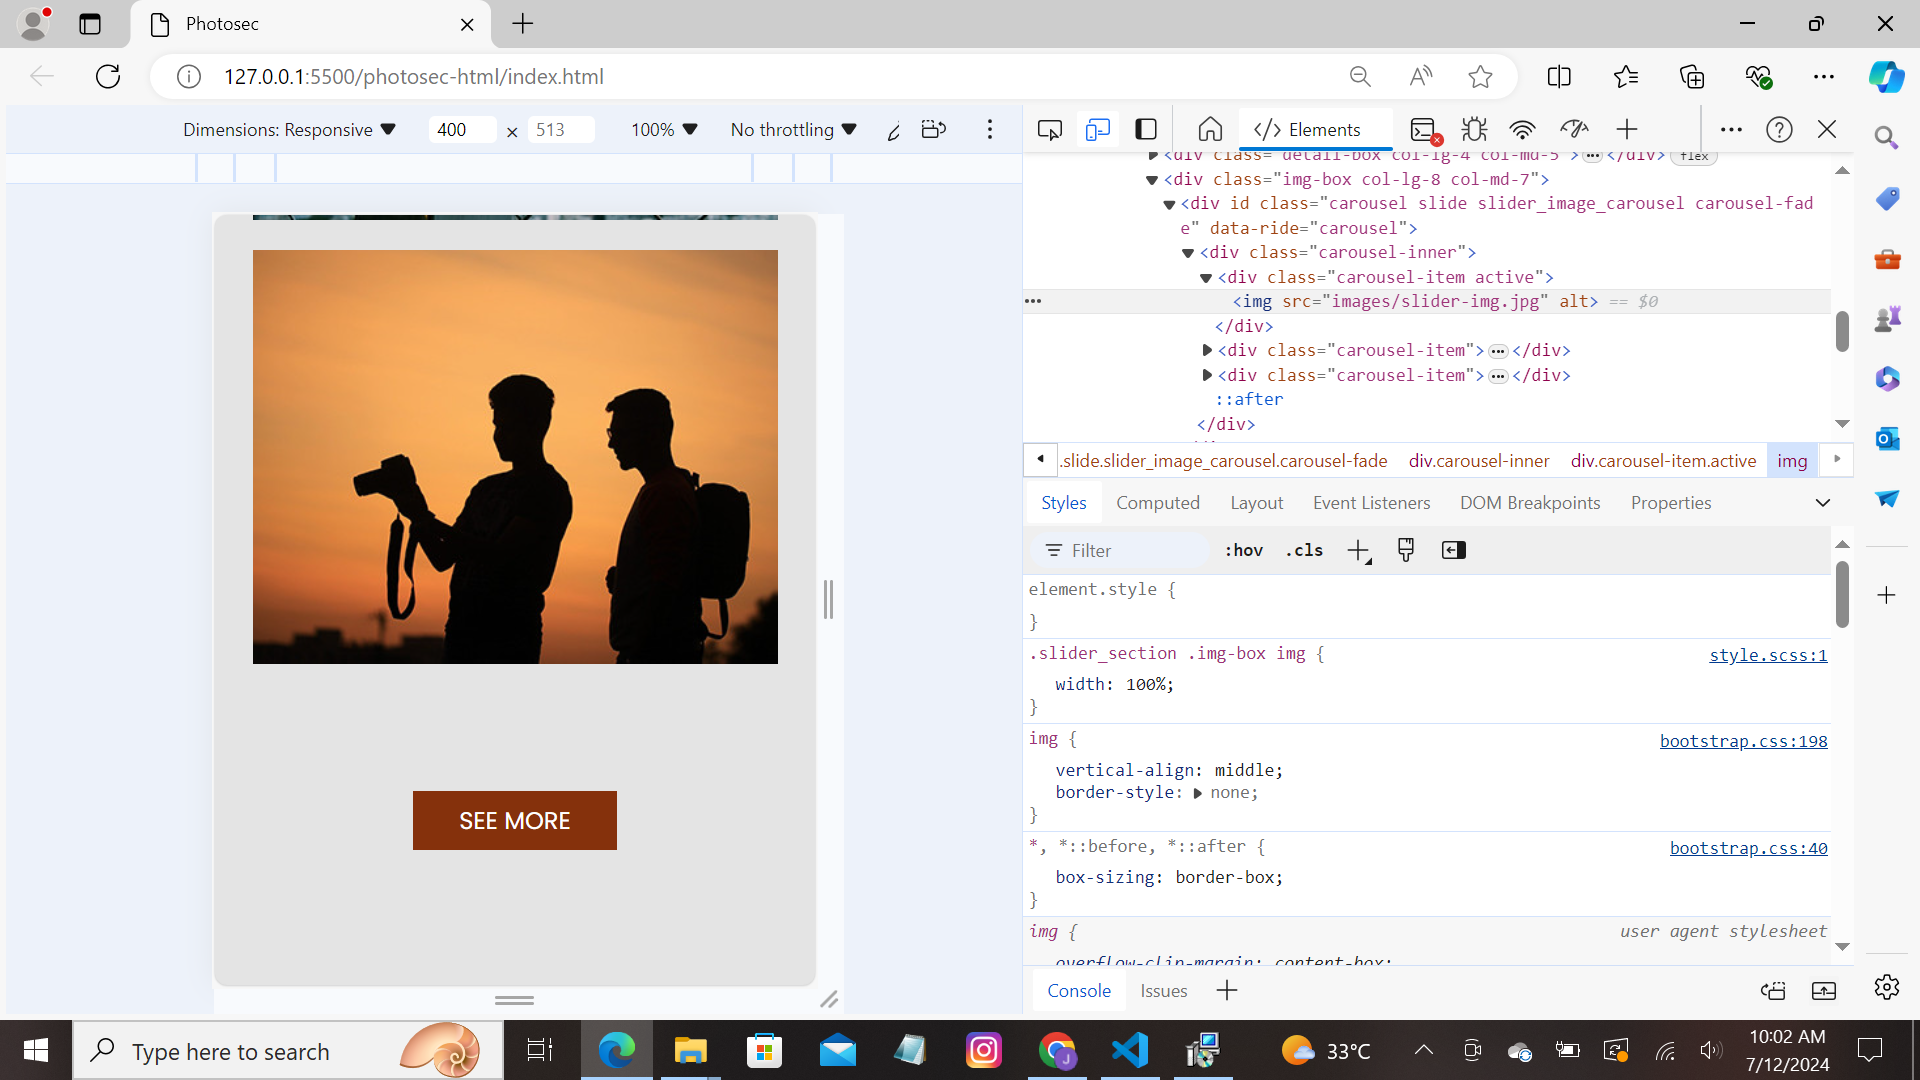 Photosec
127.0.0.1:5500/photosec-html/index.html
Dimensions: Responsive 400 × 513 100% No throttling
Elements
<div class="detail-box col-lg-4 col-md-5"> </div> flex
<div class="img-box col-lg-8 col-md-7">
<div id class="carousel slide slider_image_carousel carousel-fad
e" data-ride="carousel">
<div class="carousel-inner">
<div class="carousel-item active">
<img src="images/slider-img.jpg" alt> == $0
</div>
<div class="carousel-item"> </div>
<div class="carousel-item"> </div>
::after
</div>
.slide.slider_image_carousel.carousel-fade div.carousel-inner div.carousel-item.active img
Styles Computed Layout Event Listeners DOM Breakpoints Properties
Filter :hov .cls
element.style {
}
.slider_section .img-box img { style.scss:1
width: 100%;
}
img { bootstrap.css:198
vertical-align: middle;
border-style: none;
}
*, *::before, *::after { bootstrap.css:40
box-sizing: border-box;
}
img { user agent stylesheet
overflow-clip-margin: content-box;
SEE MORE
Console Issues
Type here to search
33°C
10:02 AM
7/12/2024